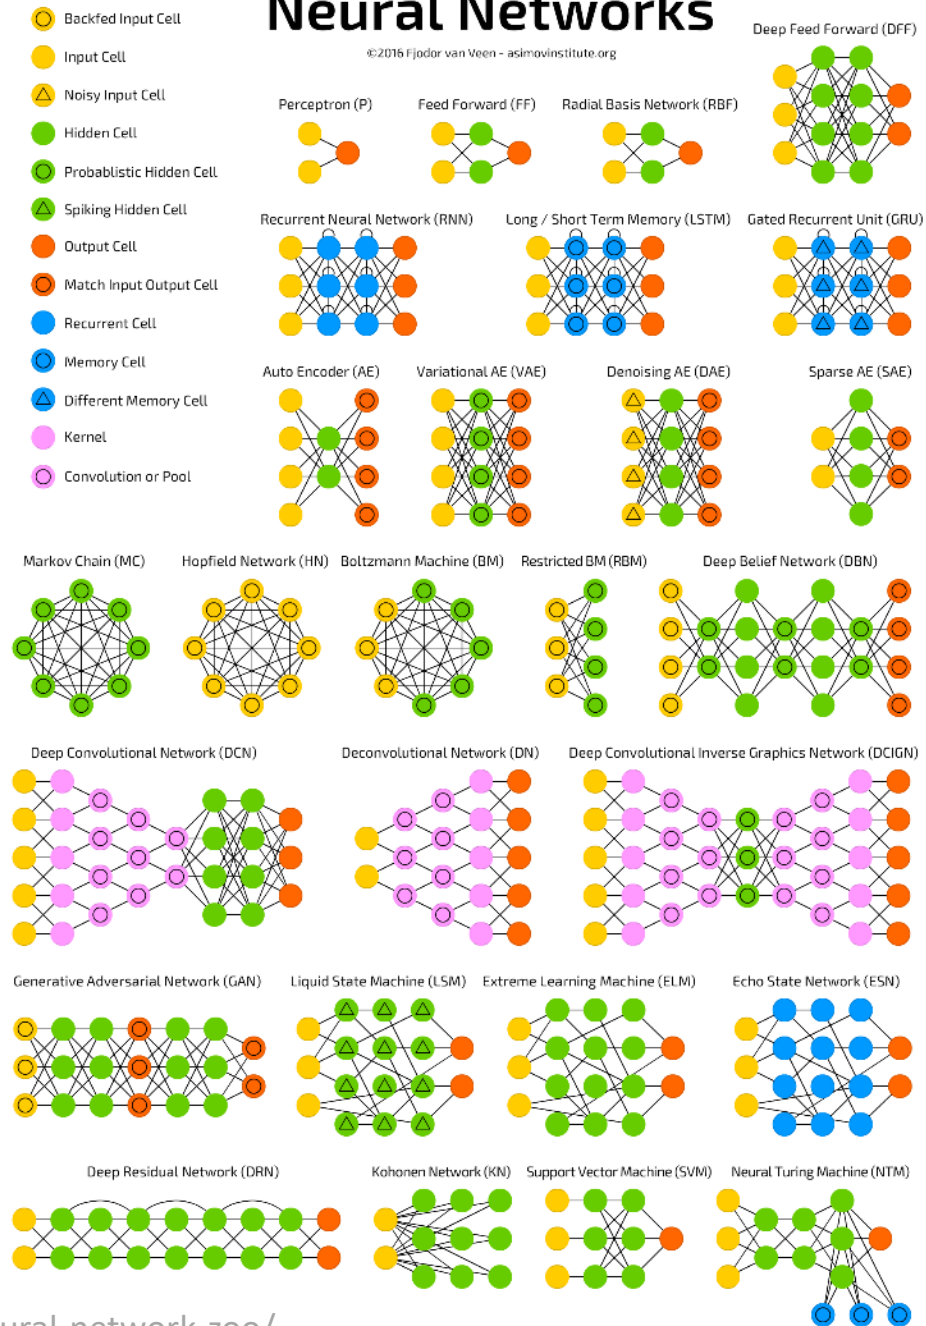 Neural Networks
©2016 Fjodor van Veen - asimovinstitute.org
Backfed Input Cell
Input Cell
Noisy Input Cell
Hidden Cell
Probablistic Hidden Cell
Spiking Hidden Cell
Output Cell
Match Input Output Cell
Recurrent Cell
Memory Cell
Different Memory Cell
Kernel
Convolution or Pool
Deep Feed Forward (DFF)
Perceptron (P)
Feed Forward (FF)
Radial Basis Network (RBF)
Recurrent Neural Network (RNN)
Long / Short Term Memory (LSTM)
Gated Recurrent Unit (GRU)
Auto Encoder (AE)
Variational AE (VAE)
Denoising AE (DAE)
Sparse AE (SAE)
Markov Chain (MC)
Hopfield Network (HN)
Boltzmann Machine (BM)
Restricted BM (RBM)
Deep Belief Network (DBN)
Deep Convolutional Network (DCN)
Deconvolutional Network (DN)
Deep Convolutional Inverse Graphics Network (DCIGN)
Generative Adversarial Network (GAN)
Liquid State Machine (LSM)
Extreme Learning Machine (ELM)
Echo State Network (ESN)
Deep Residual Network (DRN)
Kohonen Network (KN)
Support Vector Machine (SVM)
Neural Turing Machine (NTM)
ural-network-zoo/